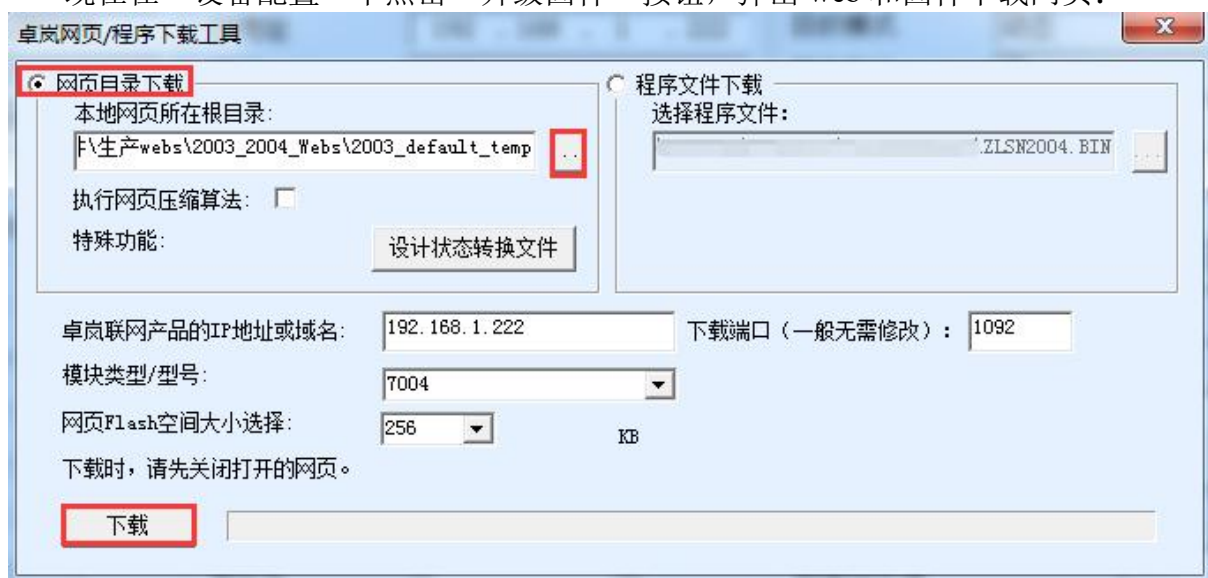 卓岚网页/程序下载工具
网页目录下载
本地网页所在根目录:
\生产webs\2003_2004_Webs\2003_default_temp
..
执行网页压缩算法:
特殊功能:
设计状态转换文件
程序文件下载
选择程序文件:
.ZLSN2004.BIN
...
卓岚联网产品的IP地址或域名:
192.168.1.222
下载端口（一般无需修改）:
1092
模块类型/型号:
7004
网页Flash空间大小选择:
256
KB
下载时，请先关闭打开的网页。
下载